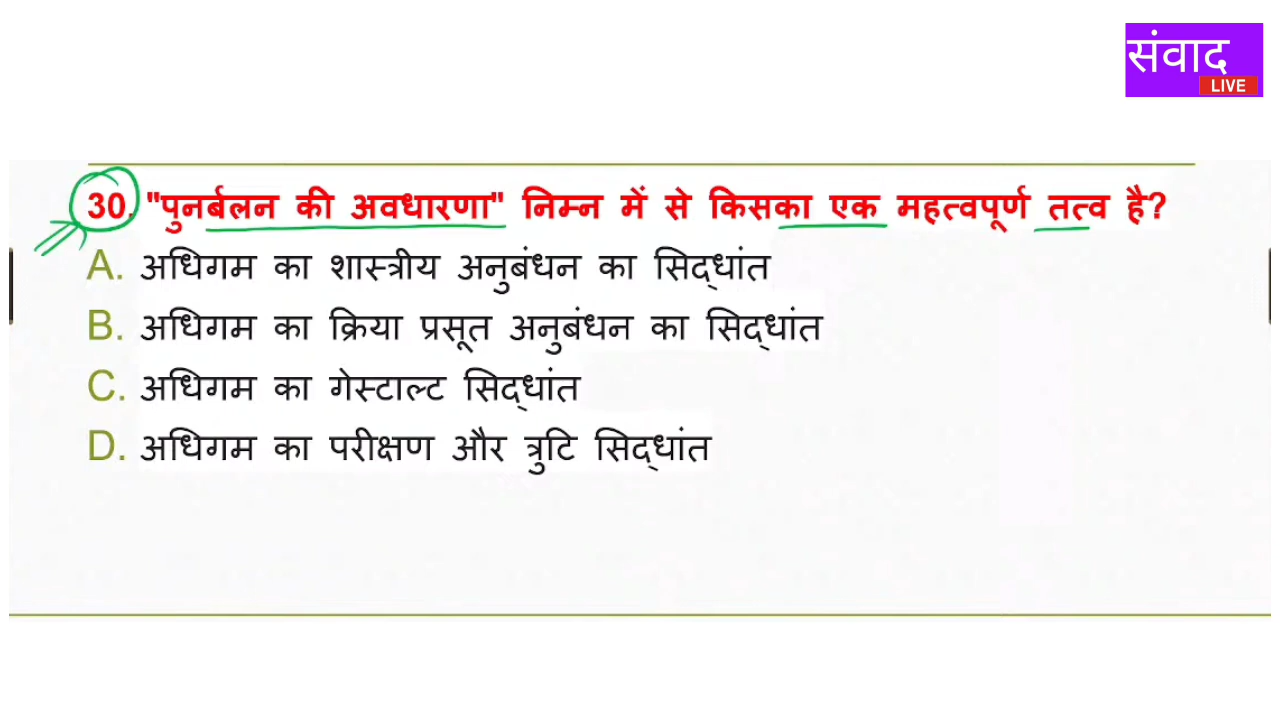 संवाद
LIVE
30. "पुनर्बलन की अवधारणा" निम्न में से किसका एक महत्वपूर्ण तत्व है?
A. अधिगम का शास्त्रीय अनुबंधन का सिद्धांत
B. अधिगम का क्रिया प्रसूत अनुबंधन का सिद्धांत
C. अधिगम का गेस्टाल्ट सिद्धांत
D. अधिगम का परीक्षण और त्रुटि सिद्धांत